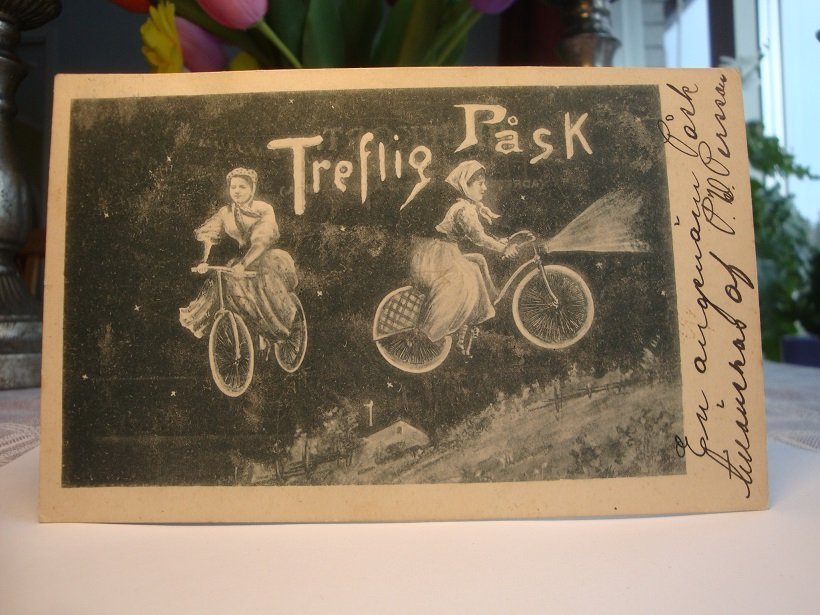 Treflig Påsk
En angenäm Påsk
tillönskas af P. W. Persson